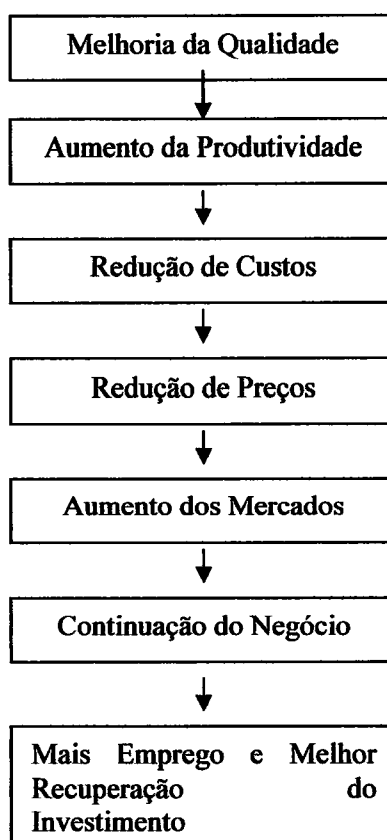 Melhoria da Qualidade
Aumento da Produtividade
Redução de Custos
Redução de Preços
Aumento dos Mercados
Continuação do Negócio
Mais Emprego e Melhor
Recuperação do
Investimento